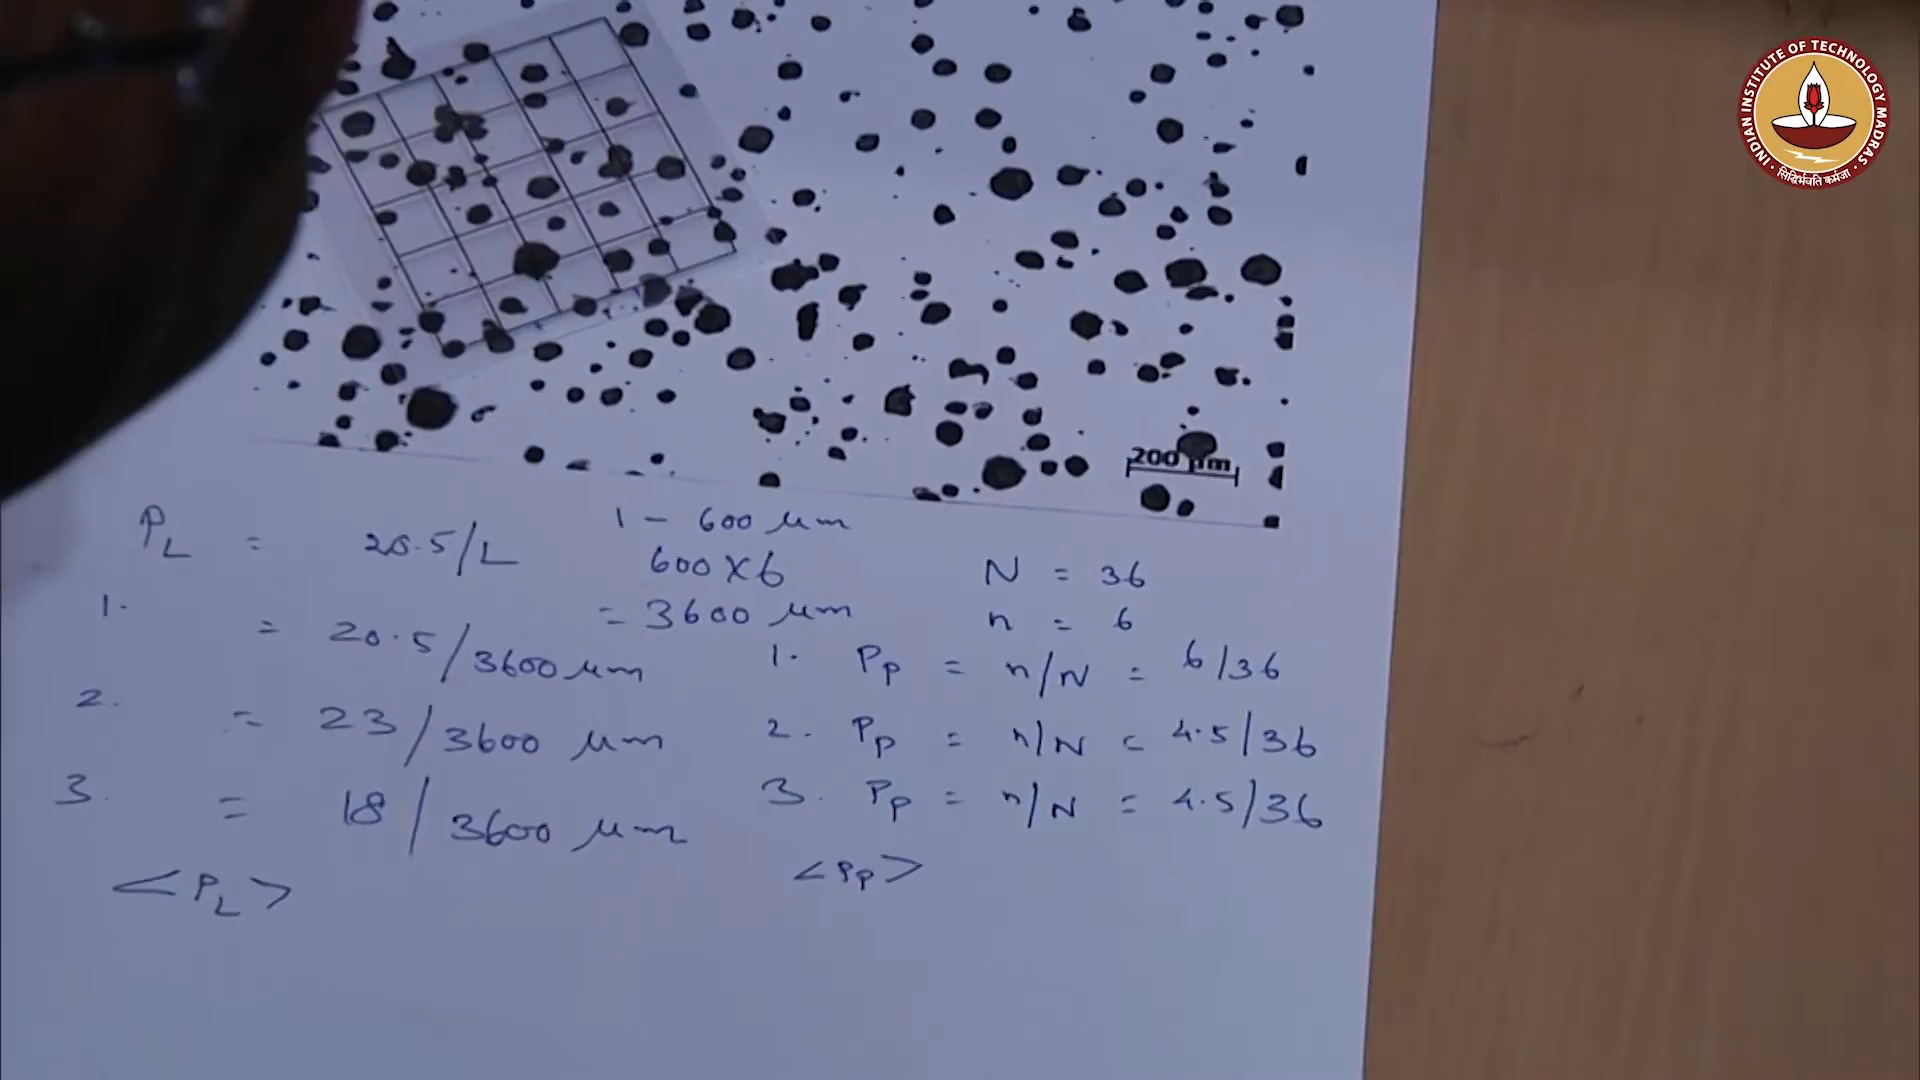 INDIAN INSTITUTE OF TECHNOLOGY MADRAS
सिद्धिर्भवति कर्मजा
200 µm
P_L = 20.5/L
1 - 600 µm
600 X 6
= 3600 µm
N = 36
n = 6
1. = 20.5/3600 µm
2. = 23/3600 µm
3. = 18/3600 µm
<P_L>
1. P_p = n/N = 6/36
2. P_p = n/N = 4.5/36
3. P_p = n/N = 4.5/36
<P_p>